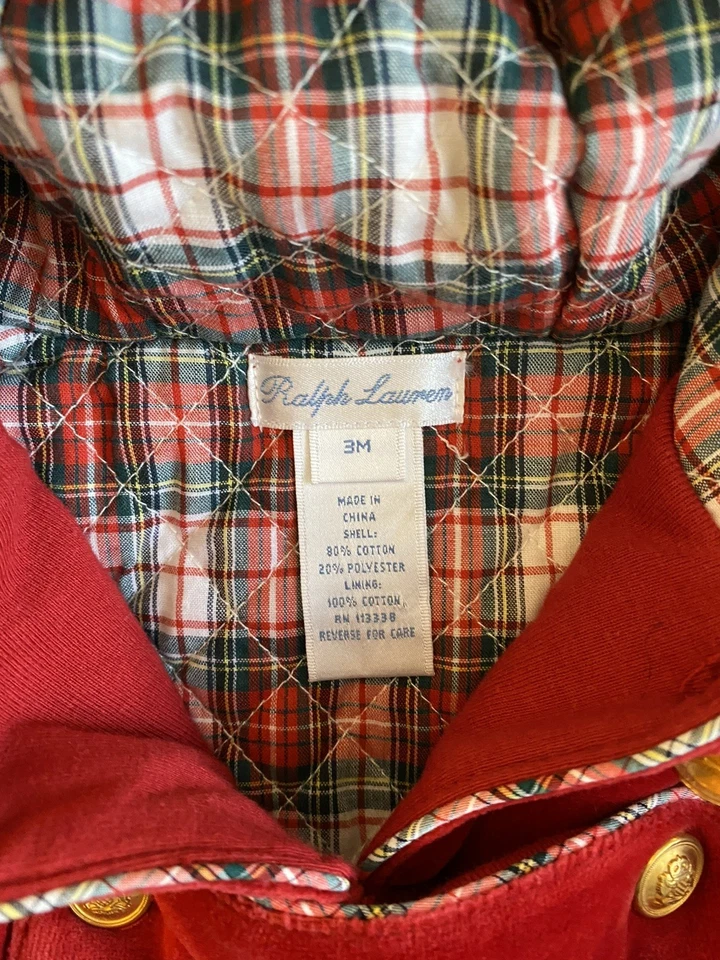 Ralph Lauren
3M
MADE IN
CHINA
SHELL:
80% COTTON
20% POLYESTER
LINING:
100% COTTON
RN 113338
REVERSE FOR CARE